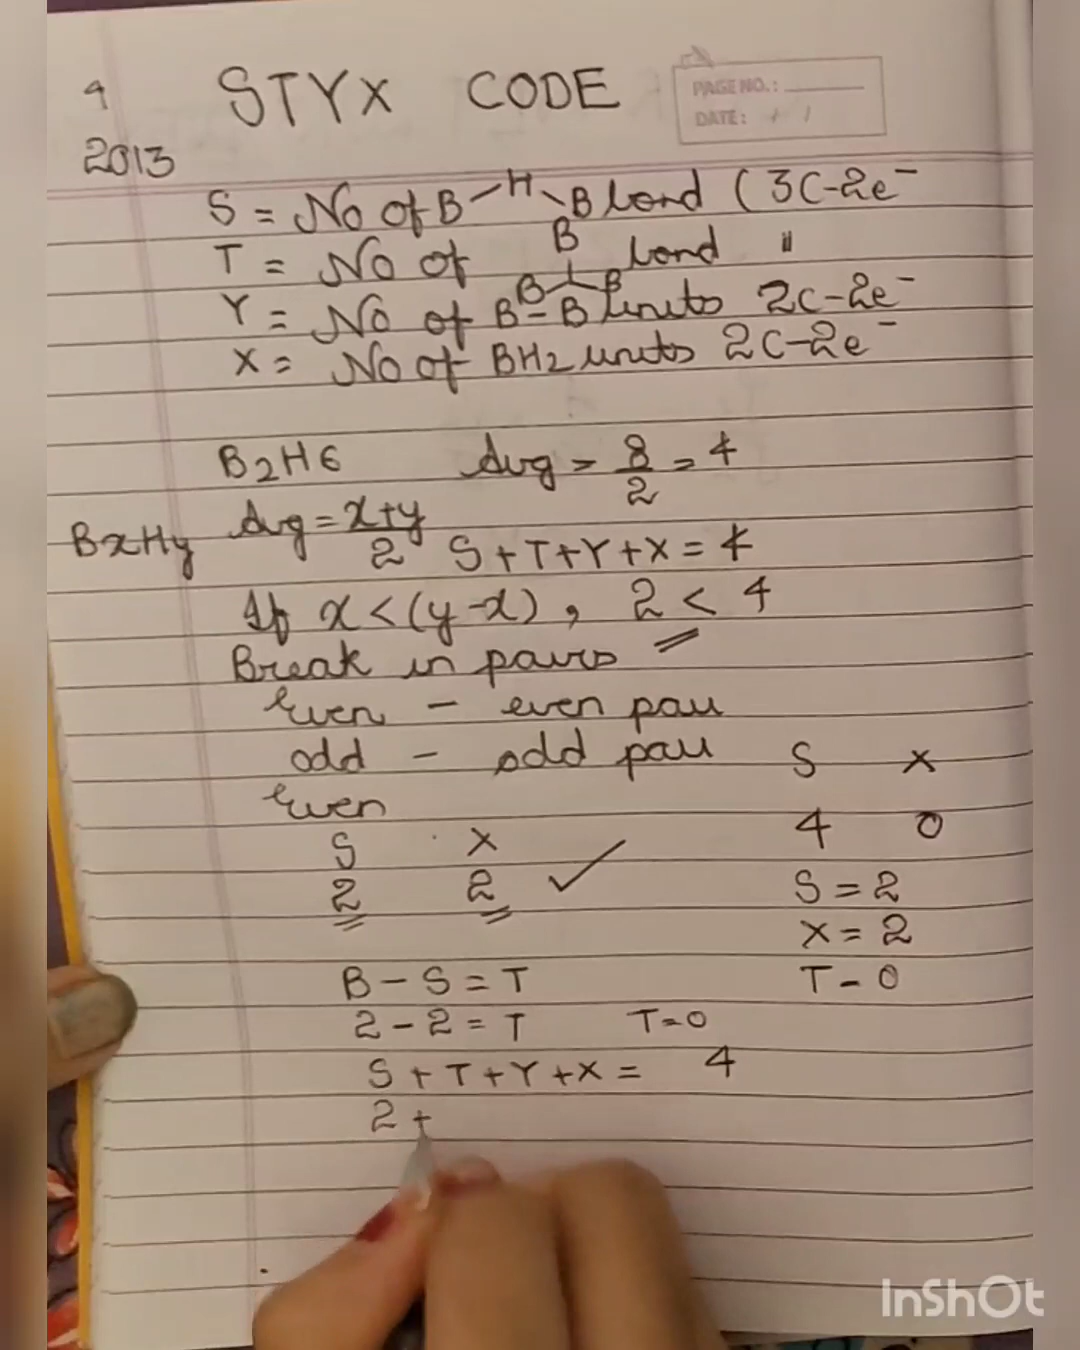 4
2013
STYX CODE
PAGE NO.:
DATE: / /
S = No of B-H-B bond (3C-2e⁻
T = No of B B B bond "
Y = No of B-B units 2C-2e⁻
X = No of BH2 units 2C-2e⁻
B2H6 Avg = 8/2 = 4
BxHy Avg = x+y/2 S+T+Y+X = 4
If x < (y-x), 2 < 4
Break in pairs
Even - even pair
odd - odd pair S X
Even 4 0
S X
2 2 ✓ S = 2
X = 2
B - S = T T - 0
2 - 2 = T T=0
S + T + Y + X = 4
2 +
InShOt